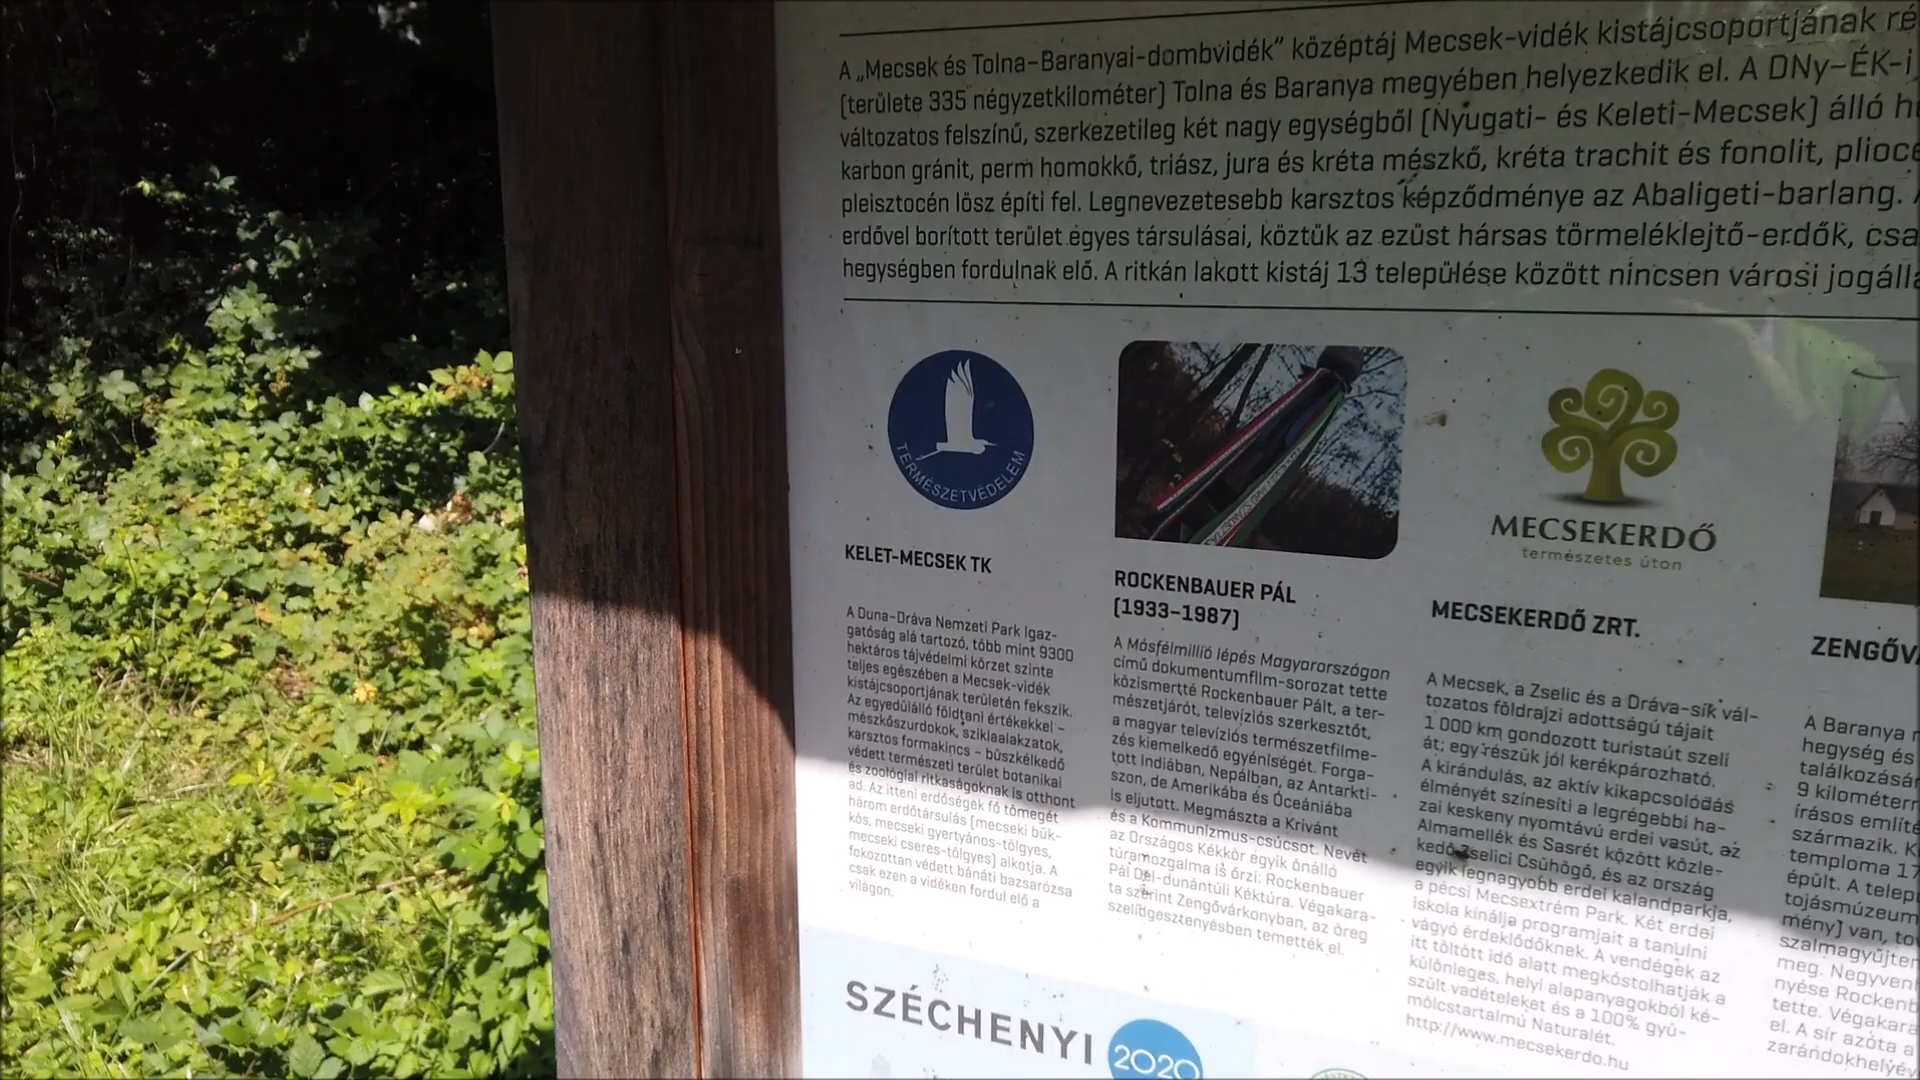 A „Mecsek és Tolna-Baranyai-dombvidék” középtáj Mecsek-vidék kistájcsoportjának
(területe 335 négyzetkilométer) Tolna és Baranya megyében helyezkedik el. A DNy-ÉK-i
változatos felszínű, szerkezetileg két nagy egységből (Nyugati- és Keleti-Mecsek) álló
karbon gránit, perm homokkő, triász, jura és kréta mészkő, kréta trachit és fonolit,
pleisztocén lösz építi fel. Legnevezetesebb karsztos képződménye az Abaligeti-barlang.
erdővel borított terület egyes társulásai, köztük az ezüst hársas törmeléklejtő-erdők,
hegységben fordulnak elő. A ritkán lakott kistáj 13 települése között nincsen városi
TERMÉSZETVÉDELEM
KELET-MECSEK TK
A Duna-Dráva Nemzeti Park Igaz-
gatóság alá tartozó, több mint 9300
hektáros tájvédelmi körzet szinte
teljes egészében a Mecsek-vidék
kistájcsoportjának területén fekszik.
Az egyedülálló földtani értékekkel –
mészkőszurdokok, sziklaalakzatok,
karsztos formakincs – büszkélkedő
védett természeti terület botanikai
és zoológiai ritkaságoknak is otthont
ad. Az itteni erdőségek fő tömegét
három erdőtársulás (mecseki bük-
kös, mecseki gyertyános-tölgyes,
mecseki cseres-tölgyes) alkotja. A
fokozottan védett bánáti bazsarózsa
csak ezen a vidéken fordul elő a
világon.
ROCKENBAUER PÁL
(1933–1987)
A Másfélmillió lépés Magyarországon
című dokumentumfilm-sorozat tette
közismertté Rockenbauer Pált, a ter-
mészetjárót, televíziós szerkesztőt,
a magyar televíziós természetfilme-
zés kiemelkedő egyéniségét. Forga-
tott Indiában, Nepálban, az Antarkti-
szon, de Amerikába és Óceániába
is eljutott. Megmászta a Krivánt
és a Kommunizmus-csúcsot. Nevét
az Országos Kékkör egyik önálló
túramozgalma is őrzi: Rockenbauer
Pál Dél-dunántúli Kéktúra. Végakara-
ta szerint Zengővárkonyban, az öreg
szelídgesztenyésben temették el.
MECSEKERDŐ
természetes úton
MECSEKERDŐ ZRT.
A Mecsek, a Zselic és a Dráva-sík vál-
tozatos földrajzi adottságú tájait
1 000 km gondozott turistaút szeli
át; egy részük jól kerékpározható.
A kirándulás, az aktív kikapcsolódás
élményét színesíti a legrégebbi ha-
zai keskeny nyomtávú erdei vasút, az
Almamellék és Sasrét között közle-
kedő Zselici Csühögő, és az ország
egyik legnagyobb erdei kalandparkja,
a pécsi Mecsextrém Park. Két erdei
iskola kínálja programjait a tanulni
vágyó érdeklődőknek. A vendégek az
itt töltött idő alatt megkóstolhatják a
különleges, helyi alapanyagokból ké-
szült vadételeket és a 100% gyü-
mölcstartalmú Naturalét.
http://www.mecsekerdo.hu
A Baranya
hegység és
találkozásá
9 kilométerr
írásos említé
származik.
temploma 17
épült. A telep
tojásmúzeum
mény) van,
szalmagyűjte
meg. Negyven
nyése Rockenb
tette. Végakara
el. A sír azóta a
zarándokhelyév
SZÉCHENYI 2020